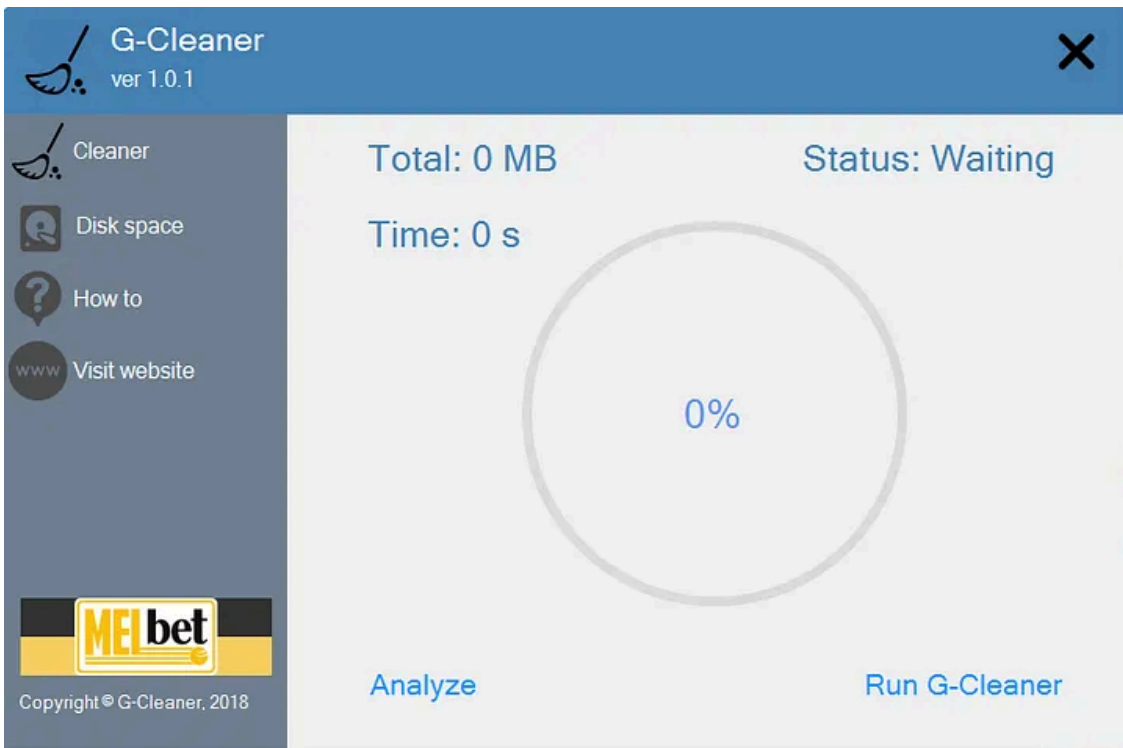 G-Cleaner
ver 1.0.1
Cleaner
Disk space
How to
www Visit website
MELbet
Copyright © G-Cleaner, 2018
Total: 0 MB
Status: Waiting
Time: 0 s
0%
Analyze
Run G-Cleaner